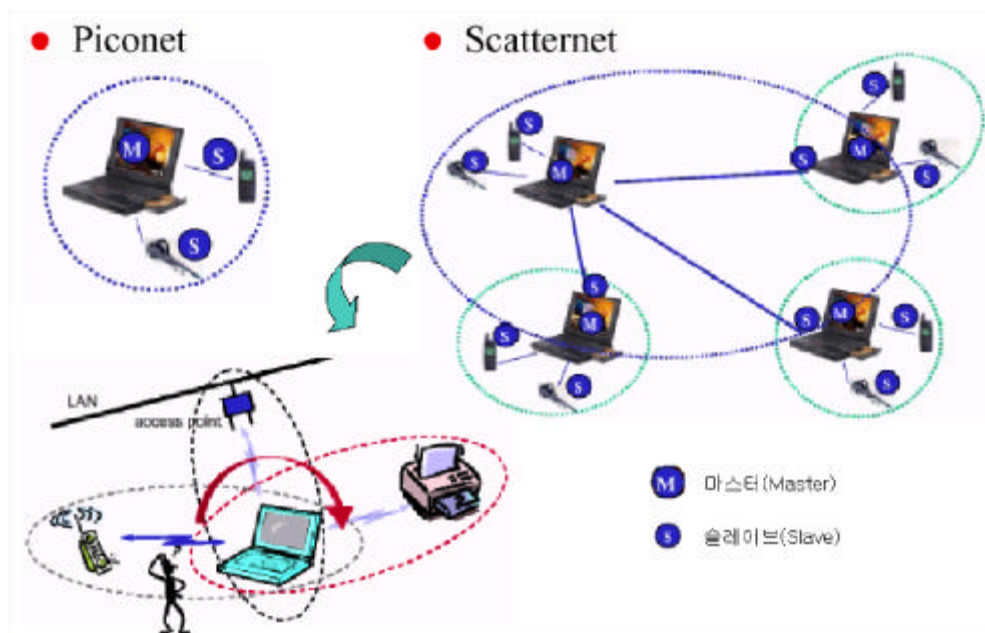 Piconet
Scatternet
M
S
S
S
S
M
S
M
S
S
S
M
S
S
S
M
S
S
S
LAN
access point
M 마스터(Master)
S 슬레이브(Slave)